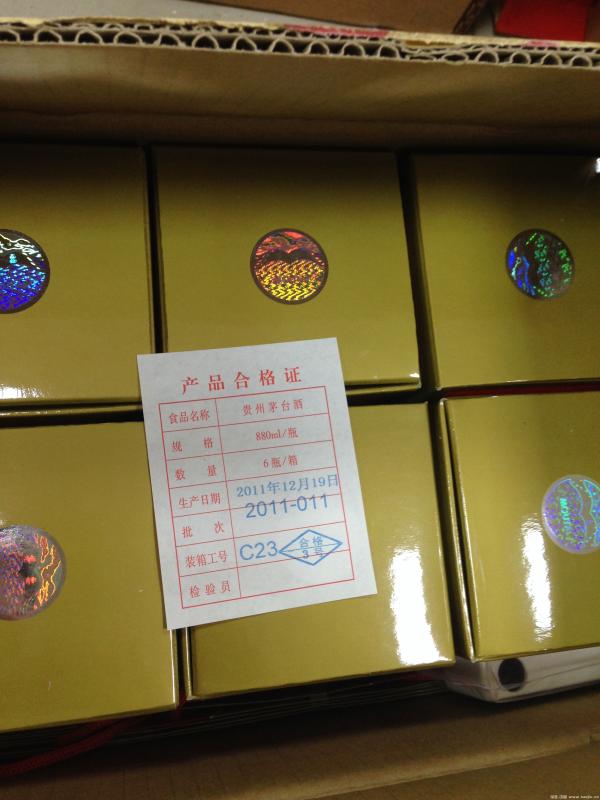 产品合格证
食品名称 贵州茅台酒
规 格 880ml/瓶
数 量 6瓶/箱
生产日期 2011年12月19日
批 次 2011-011
装箱工号 C23 合格 3号
检验员